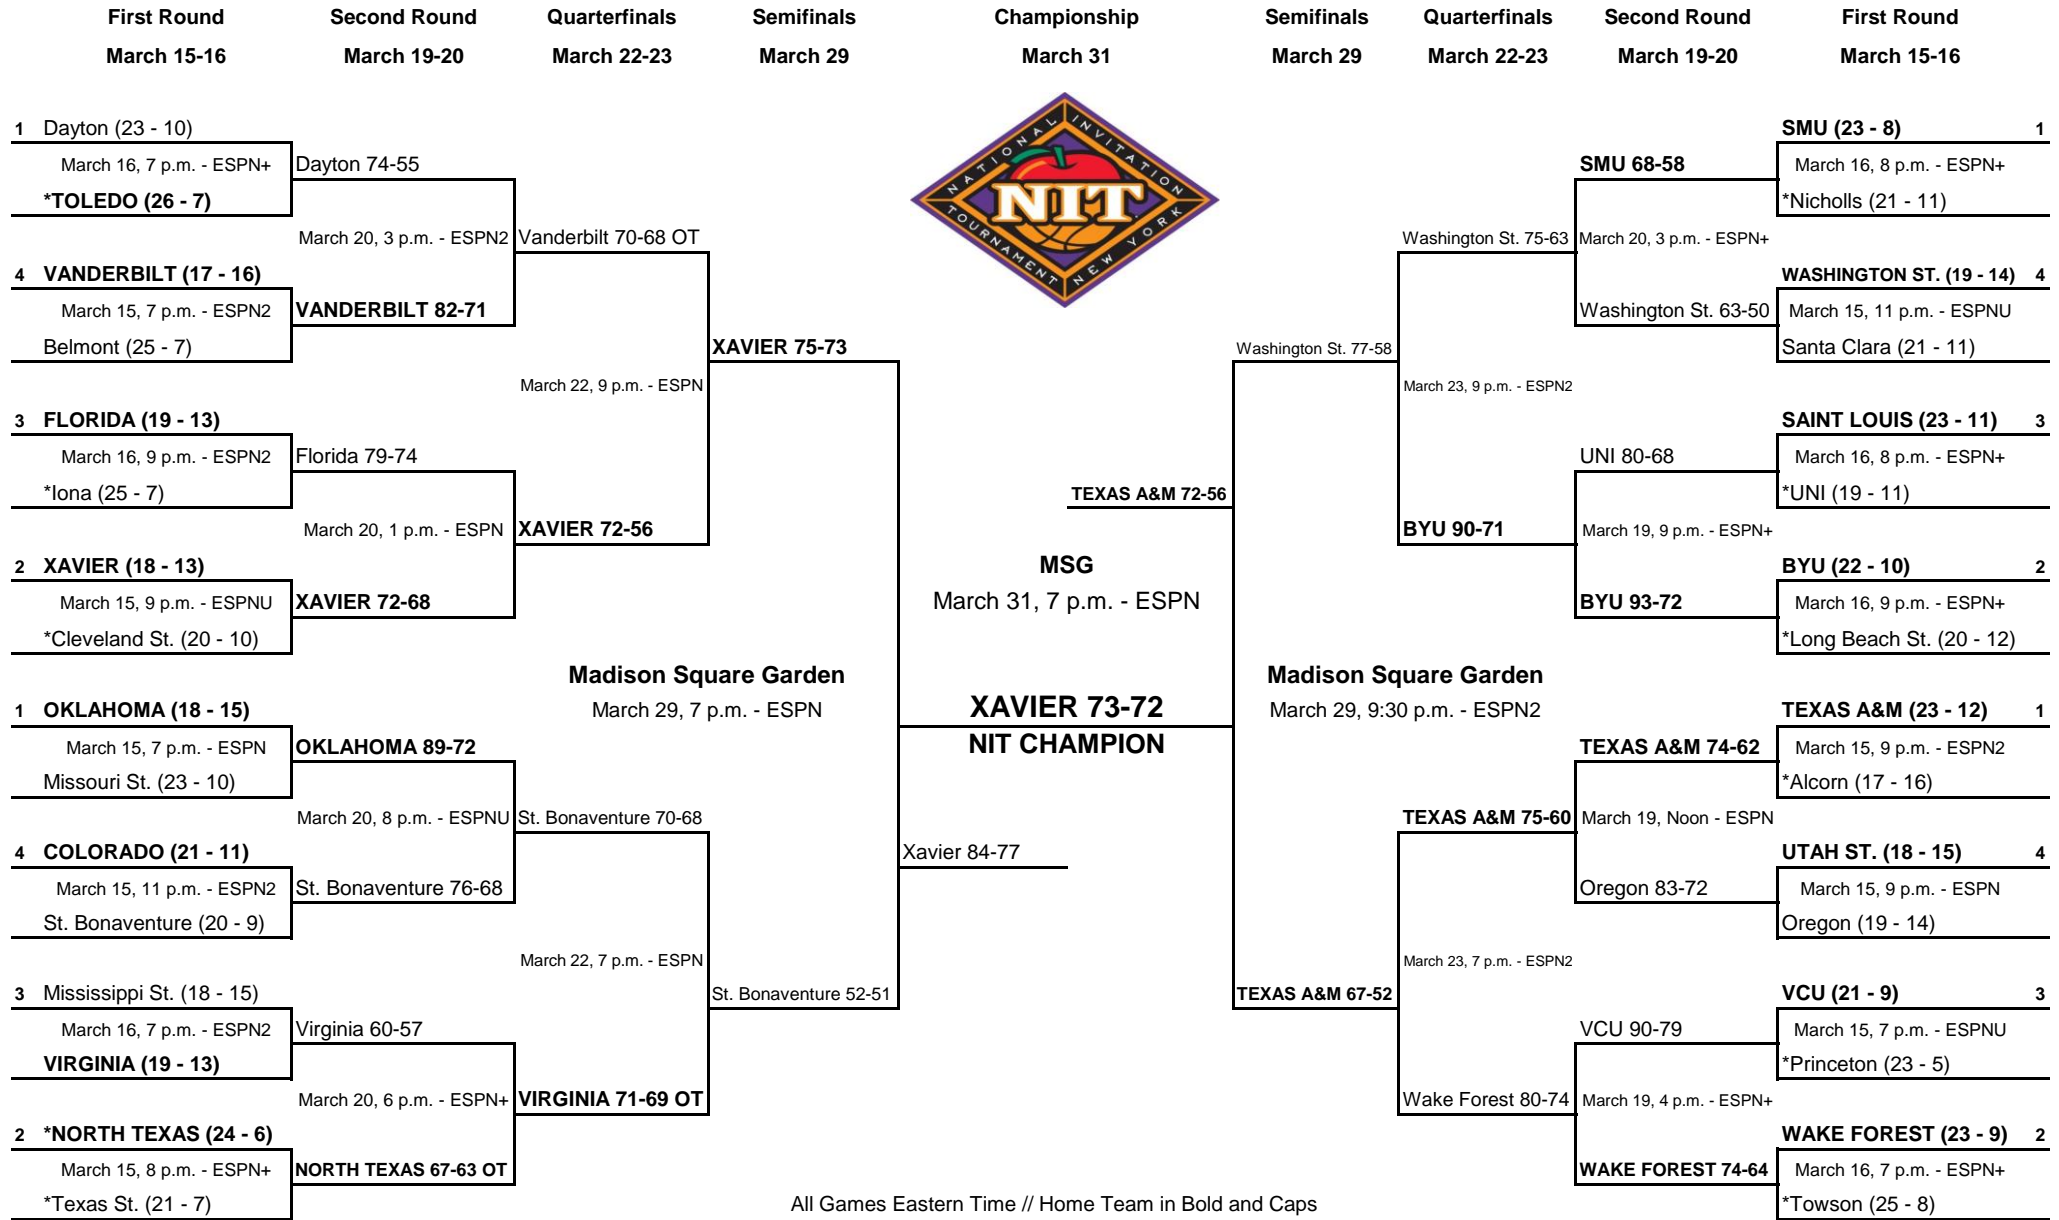 First Round
Second Round
Quarterfinals
Semifinals
Championship
Semifinals
Quarterfinals
Second Round
First Round
March 15-16
March 19-20
March 22-23
March 29
March 31
March 29
March 22-23
March 19-20
March 15-16
1 Dayton (23 - 10)
March 16, 7 p.m. - ESPN+
*TOLEDO (26 - 7)
4 VANDERBILT (17 - 16)
March 15, 7 p.m. - ESPN2
Belmont (25 - 7)
3 FLORIDA (19 - 13)
March 16, 9 p.m. - ESPN2
*Iona (25 - 7)
2 XAVIER (18 - 13)
March 15, 9 p.m. - ESPNU
*Cleveland St. (20 - 10)
1 OKLAHOMA (18 - 15)
March 15, 7 p.m. - ESPN
Missouri St. (23 - 10)
4 COLORADO (21 - 11)
March 15, 11 p.m. - ESPN2
St. Bonaventure (20 - 9)
3 Mississippi St. (18 - 15)
March 16, 7 p.m. - ESPN2
VIRGINIA (19 - 13)
2 *NORTH TEXAS (24 - 6)
March 15, 8 p.m. - ESPN+
*Texas St. (21 - 7)
Dayton 74-55
March 20, 3 p.m. - ESPN2
VANDERBILT 82-71
Florida 79-74
March 20, 1 p.m. - ESPN
XAVIER 72-68
OKLAHOMA 89-72
March 20, 8 p.m. - ESPNU
St. Bonaventure 76-68
Virginia 60-57
March 20, 6 p.m. - ESPN+
NORTH TEXAS 67-63 OT
Vanderbilt 70-68 OT
March 22, 9 p.m. - ESPN
XAVIER 72-56
Madison Square Garden
March 29, 7 p.m. - ESPN
St. Bonaventure 70-68
March 22, 7 p.m. - ESPN
VIRGINIA 71-69 OT
XAVIER 75-73
St. Bonaventure 52-51
NATIONAL INVITATION
NIT
TOURNAMENT NEW YORK
TEXAS A&M 72-56
MSG
March 31, 7 p.m. - ESPN
XAVIER 73-72
NIT CHAMPION
Xavier 84-77
Washington St. 77-58
Madison Square Garden
March 29, 9:30 p.m. - ESPN2
TEXAS A&M 67-52
Washington St. 75-63
March 23, 9 p.m. - ESPN2
BYU 90-71
TEXAS A&M 75-60
March 23, 7 p.m. - ESPN2
Wake Forest 80-74
SMU 68-58
March 20, 3 p.m. - ESPN+
Washington St. 63-50
UNI 80-68
March 19, 9 p.m. - ESPN+
BYU 93-72
TEXAS A&M 74-62
March 19, Noon - ESPN
Oregon 83-72
VCU 90-79
March 19, 4 p.m. - ESPN+
WAKE FOREST 74-64
SMU (23 - 8) 1
March 16, 8 p.m. - ESPN+
*Nicholls (21 - 11)
WASHINGTON ST. (19 - 14) 4
March 15, 11 p.m. - ESPNU
Santa Clara (21 - 11)
SAINT LOUIS (23 - 11) 3
March 16, 8 p.m. - ESPN+
*UNI (19 - 11)
BYU (22 - 10) 2
March 16, 9 p.m. - ESPN+
*Long Beach St. (20 - 12)
TEXAS A&M (23 - 12) 1
March 15, 9 p.m. - ESPN2
*Alcorn (17 - 16)
UTAH ST. (18 - 15) 4
March 15, 9 p.m. - ESPN
Oregon (19 - 14)
VCU (21 - 9) 3
March 15, 7 p.m. - ESPNU
*Princeton (23 - 5)
WAKE FOREST (23 - 9) 2
March 16, 7 p.m. - ESPN+
*Towson (25 - 8)
All Games Eastern Time // Home Team in Bold and Caps